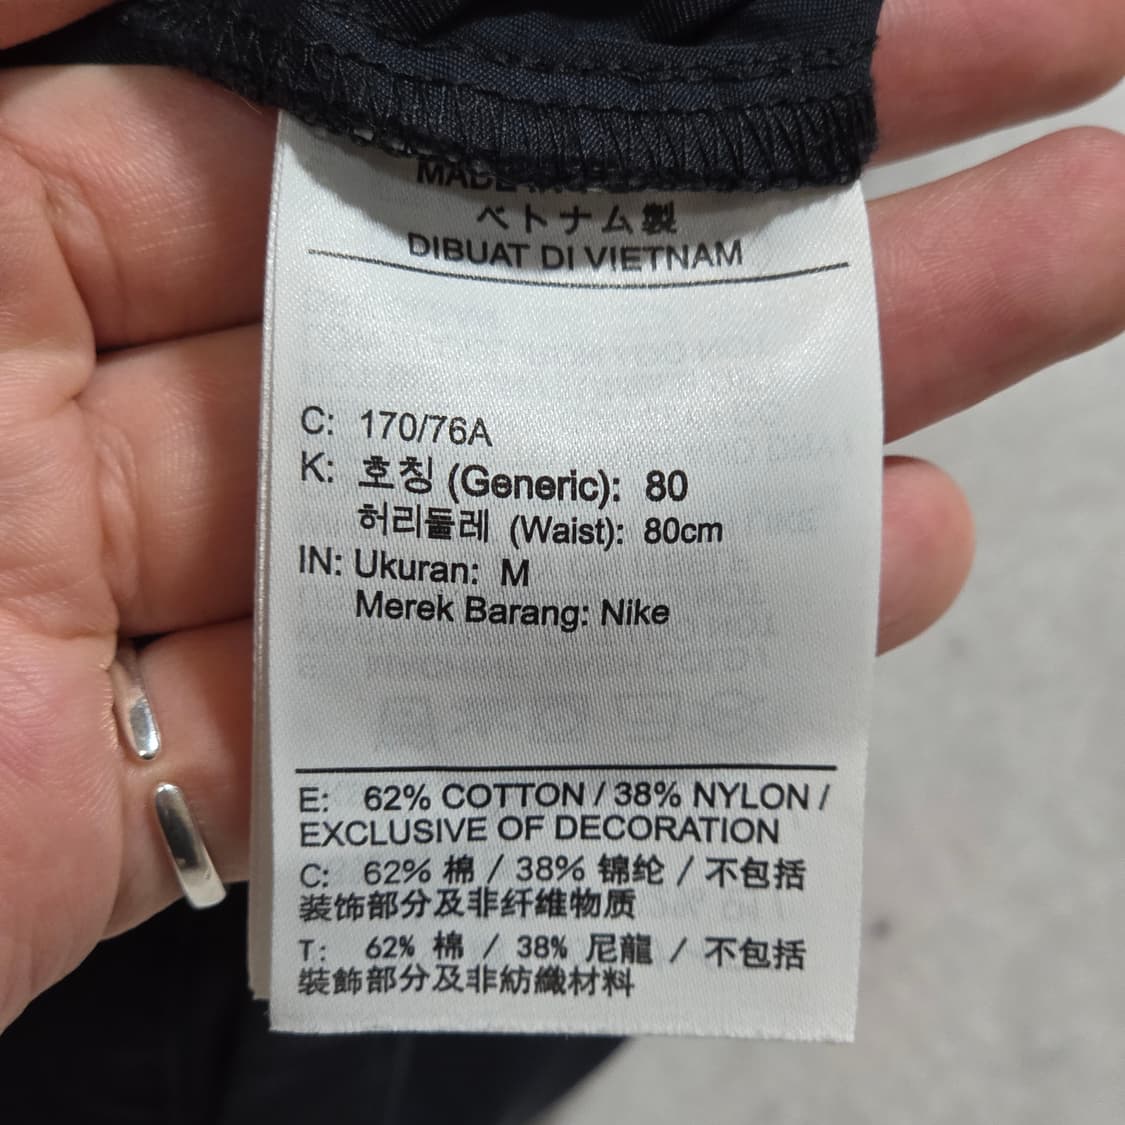 MADE
ベトナム製
DIBUAT DI VIETNAM
C: 170/76A
K: 호칭 (Generic): 80
허리둘레 (Waist): 80cm
IN: Ukuran: M
Merek Barang: Nike
E: 62% COTTON / 38% NYLON /
EXCLUSIVE OF DECORATION
C: 62% 棉 / 38% 锦纶 / 不包括
装饰部分及非纤维物质
T: 62% 棉 / 38% 尼龍 / 不包括
裝飾部分及非紡織材料